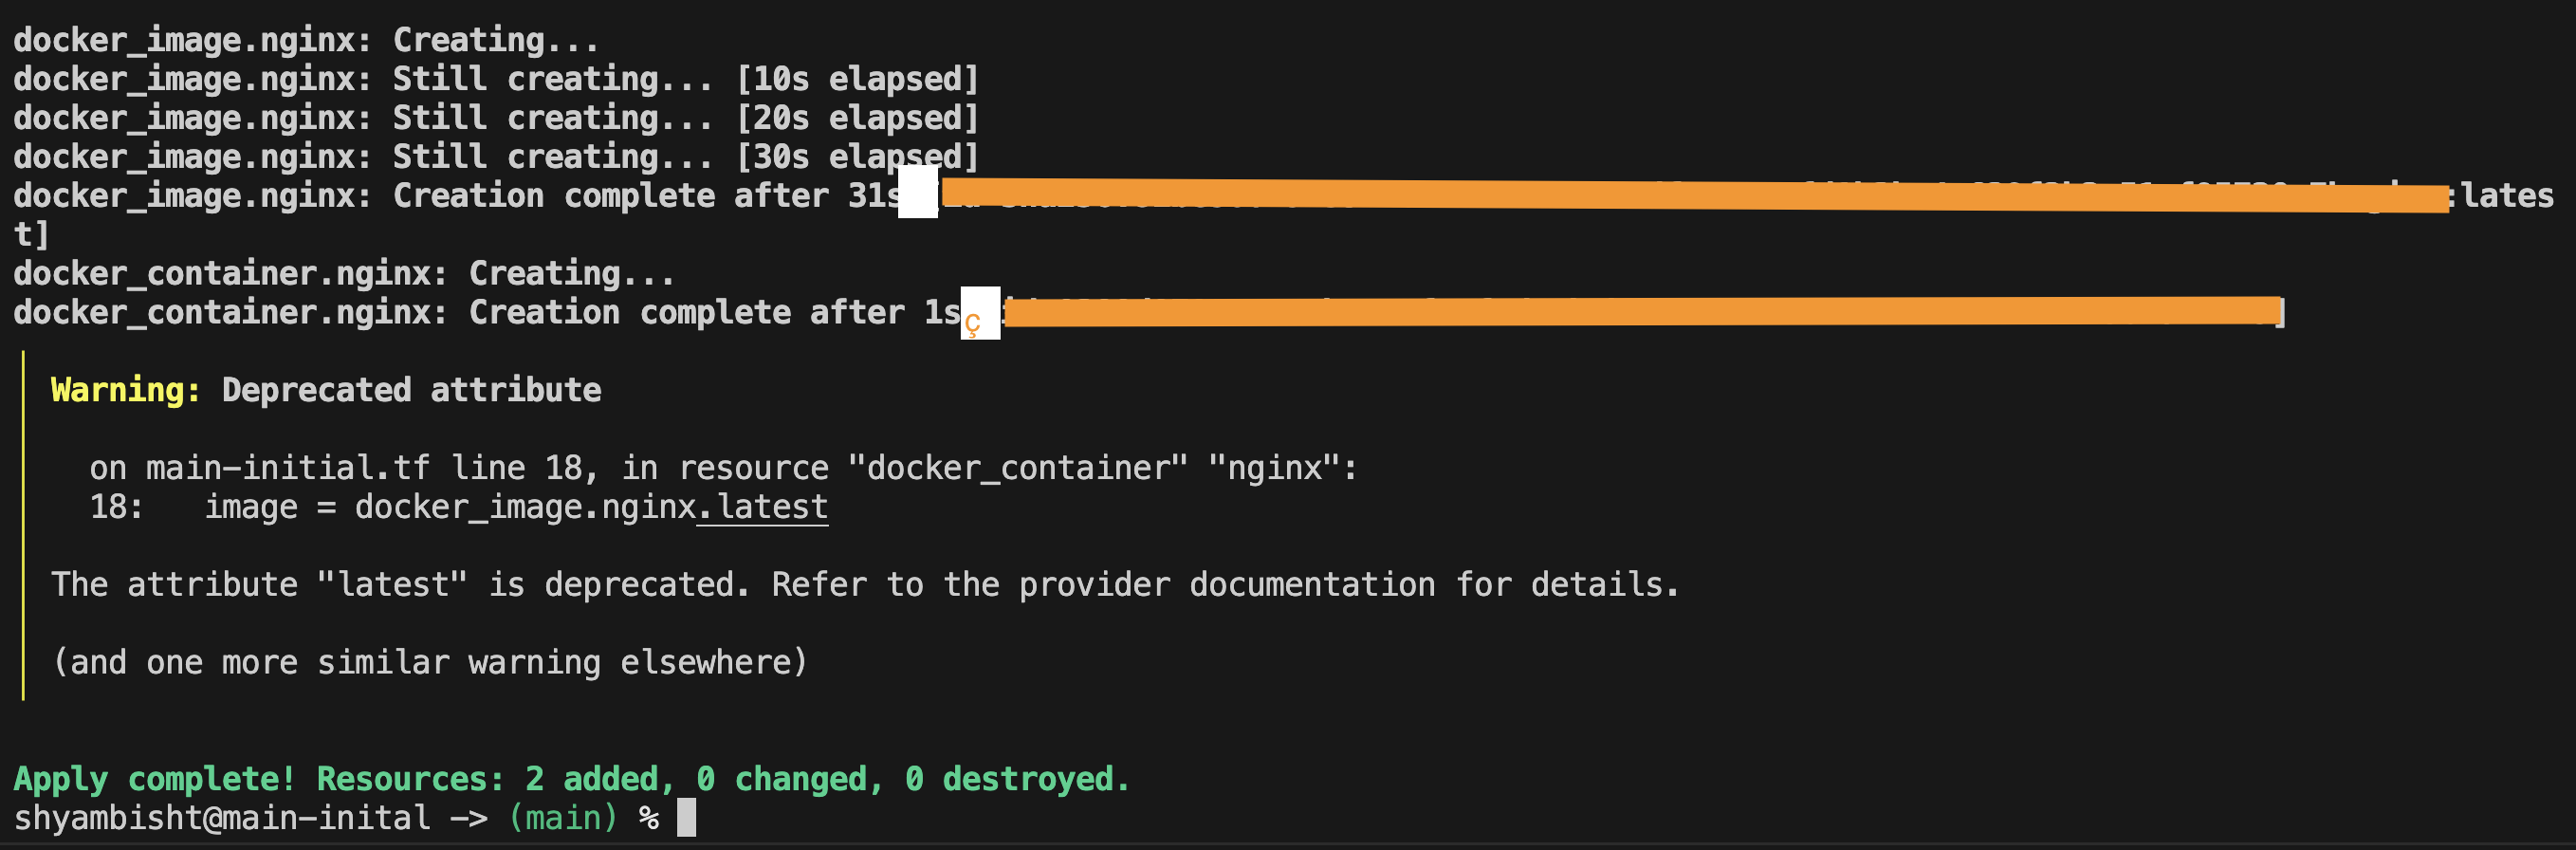 docker_image.nginx: Creating...
docker_image.nginx: Still creating... [10s elapsed]
docker_image.nginx: Still creating... [20s elapsed]
docker_image.nginx: Still creating... [30s elapsed]
docker_image.nginx: Creation complete after 31s :lates
t]
docker_container.nginx: Creating...
docker_container.nginx: Creation complete after 1s ç ]
Warning: Deprecated attribute
on main-initial.tf line 18, in resource "docker_container" "nginx":
18: image = docker_image.nginx.latest
The attribute "latest" is deprecated. Refer to the provider documentation for details.
(and one more similar warning elsewhere)
Apply complete! Resources: 2 added, 0 changed, 0 destroyed.
shyambisht@main-inital -> (main) %